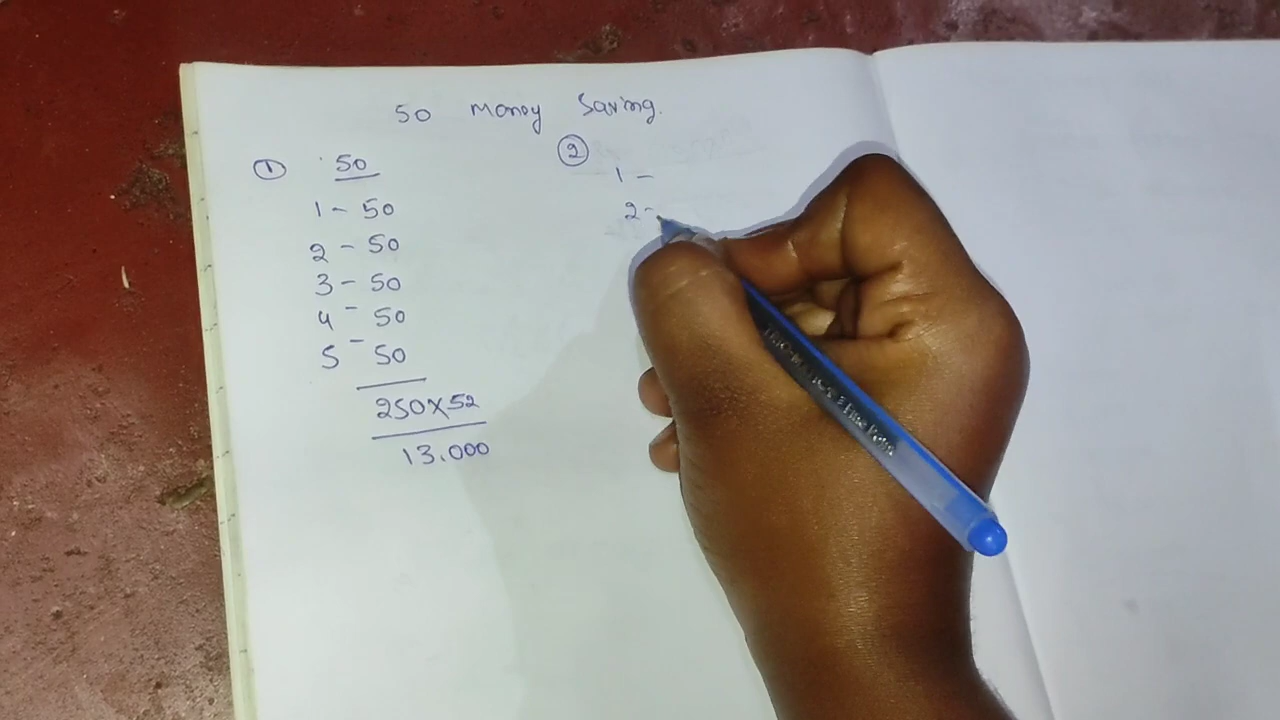 50 Money Saving.
① 50
1 - 50
2 - 50
3 - 50
4 - 50
5 - 50
250x52
13.000
②
1 -
2 -